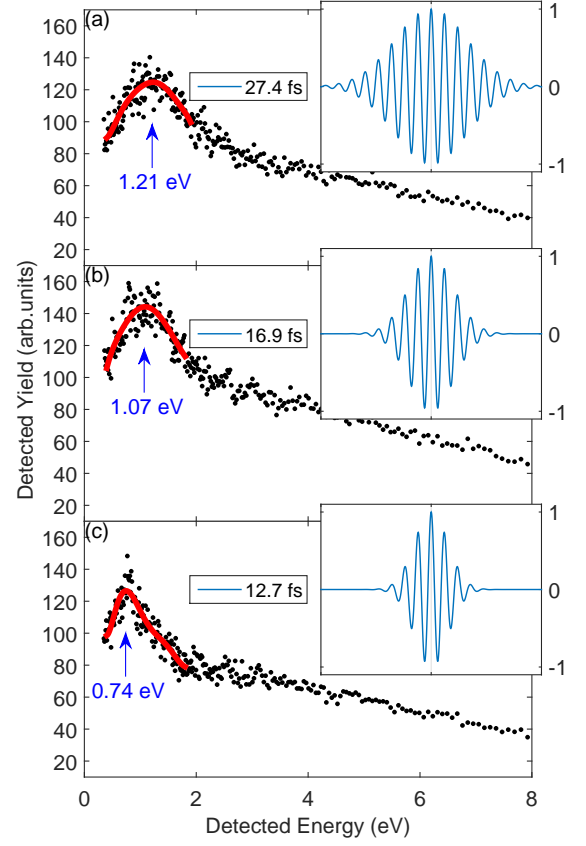 (a)
160
140
120
100
80
60
40
20
27.4 fs
1.21 eV
1
0
-1
(b)
160
140
120
100
80
60
40
20
16.9 fs
1.07 eV
1
0
-1
(c)
160
140
120
100
80
60
40
20
12.7 fs
0.74 eV
1
0
-1
Detected Yield (arb.units)
0 2 4 6 8
Detected Energy (eV)